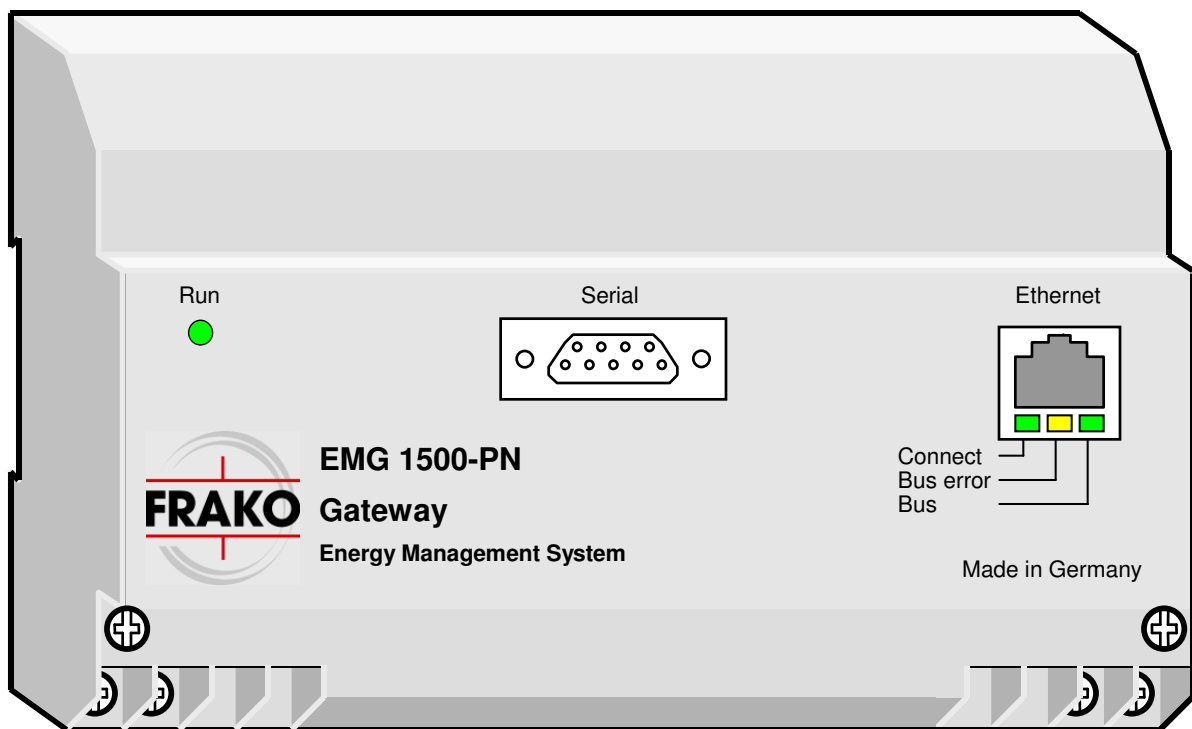 Run
Serial
Ethernet
Connect
Bus error
Bus
FRAKO
EMG 1500-PN
Gateway
Energy Management System
Made in Germany